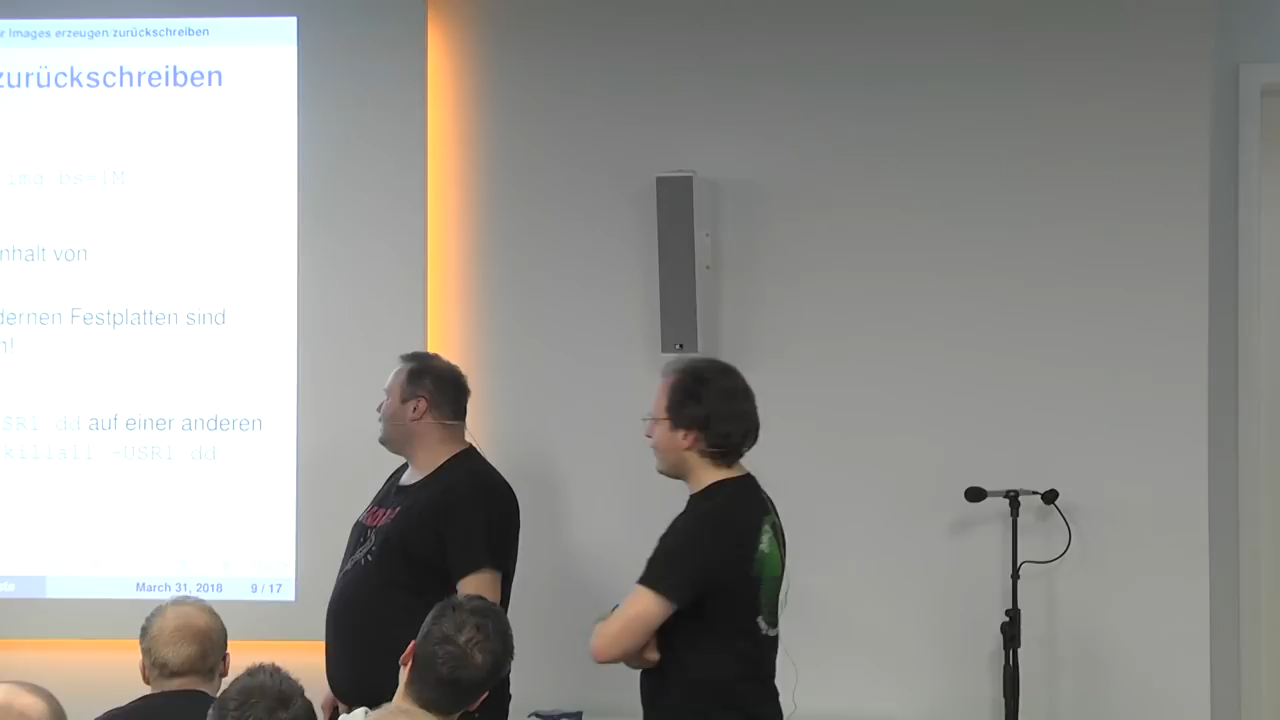 r Images erzeugen zurückschreiben
zurückschreiben
img bs=1M
nhalt von
dernen Festplatten sind
n!
SR1 dd auf einer anderen
killall -USR1 dd
March 31, 2018 9 / 17